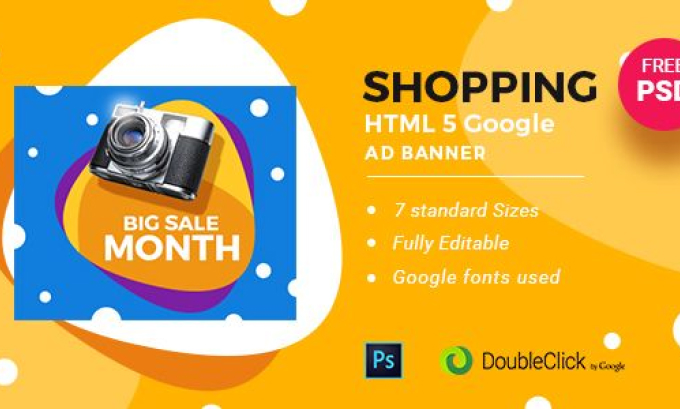 SHOPPING
HTML 5 Google
AD BANNER
7 standard Sizes
Fully Editable
Google fonts used
FREE
PSD
BIG SALE
MONTH
Ps
DoubleClick by Google